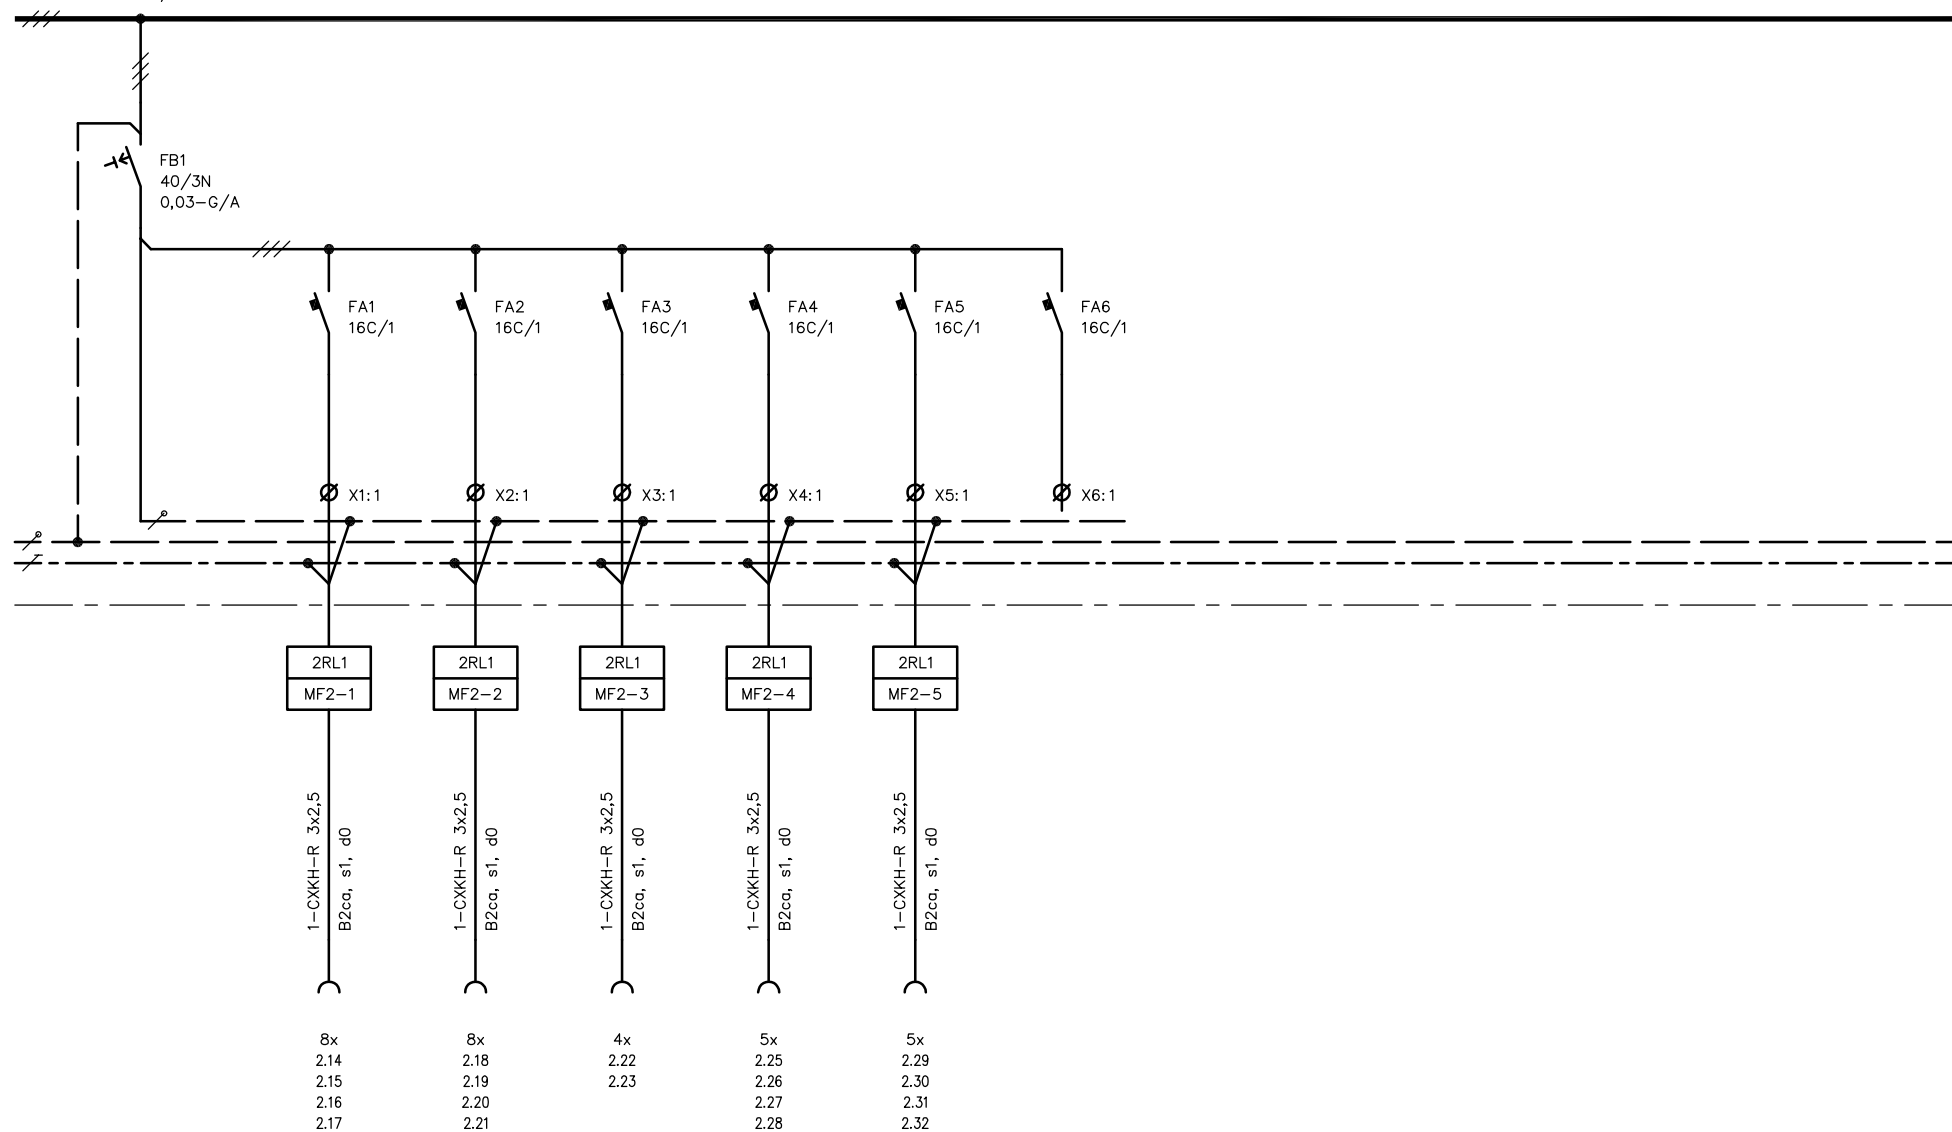 FB1
40/3N
0,03-G/A
FA1
16C/1
FA2
16C/1
FA3
16C/1
FA4
16C/1
FA5
16C/1
FA6
16C/1
X1:1
X2:1
X3:1
X4:1
X5:1
X6:1
2RL1
MF2-1
2RL1
MF2-2
2RL1
MF2-3
2RL1
MF2-4
2RL1
MF2-5
1-CXKH-R 3x2,5
B2ca, s1, d0
1-CXKH-R 3x2,5
B2ca, s1, d0
1-CXKH-R 3x2,5
B2ca, s1, d0
1-CXKH-R 3x2,5
B2ca, s1, d0
1-CXKH-R 3x2,5
B2ca, s1, d0
8x
2.14
2.15
2.16
2.17
8x
2.18
2.19
2.20
2.21
4x
2.22
2.23
5x
2.25
2.26
2.27
2.28
5x
2.29
2.30
2.31
2.32